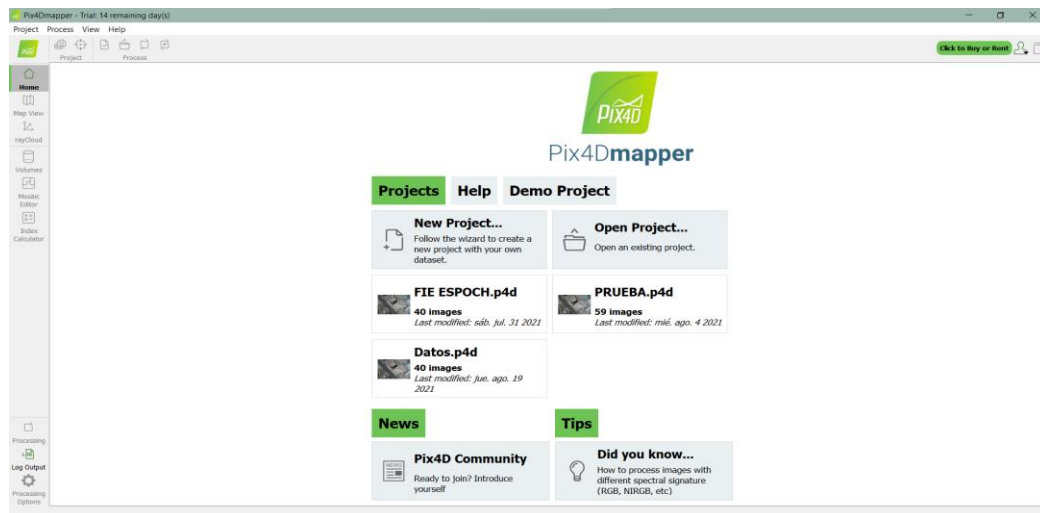 Pix4Dmapper - Trial: 14 remaining day(s)
Project Process View Help
PIX4D
Project Process
Click to Buy or Rent
Home
Map View
rayCloud
Volumes
Mosaic
Editor
Index
Calculator
Processing
Log Output
Processing
Options
PIX4D
Pix4Dmapper
Projects Help Demo Project
New Project...
Follow the wizard to create a
new project with your own
dataset.
Open Project...
Open an existing project.
FIE ESPOCH.p4d
40 images
Last modified: sáb. jul. 31 2021
PRUEBA.p4d
59 images
Last modified: mié. ago. 4 2021
Datos.p4d
40 images
Last modified: jue. ago. 19
2021
News
Tips
NEWS
Pix4D Community
Ready to join? Introduce
yourself
Did you know...
How to process images with
different spectral signature
(RGB, NIRGB, etc)